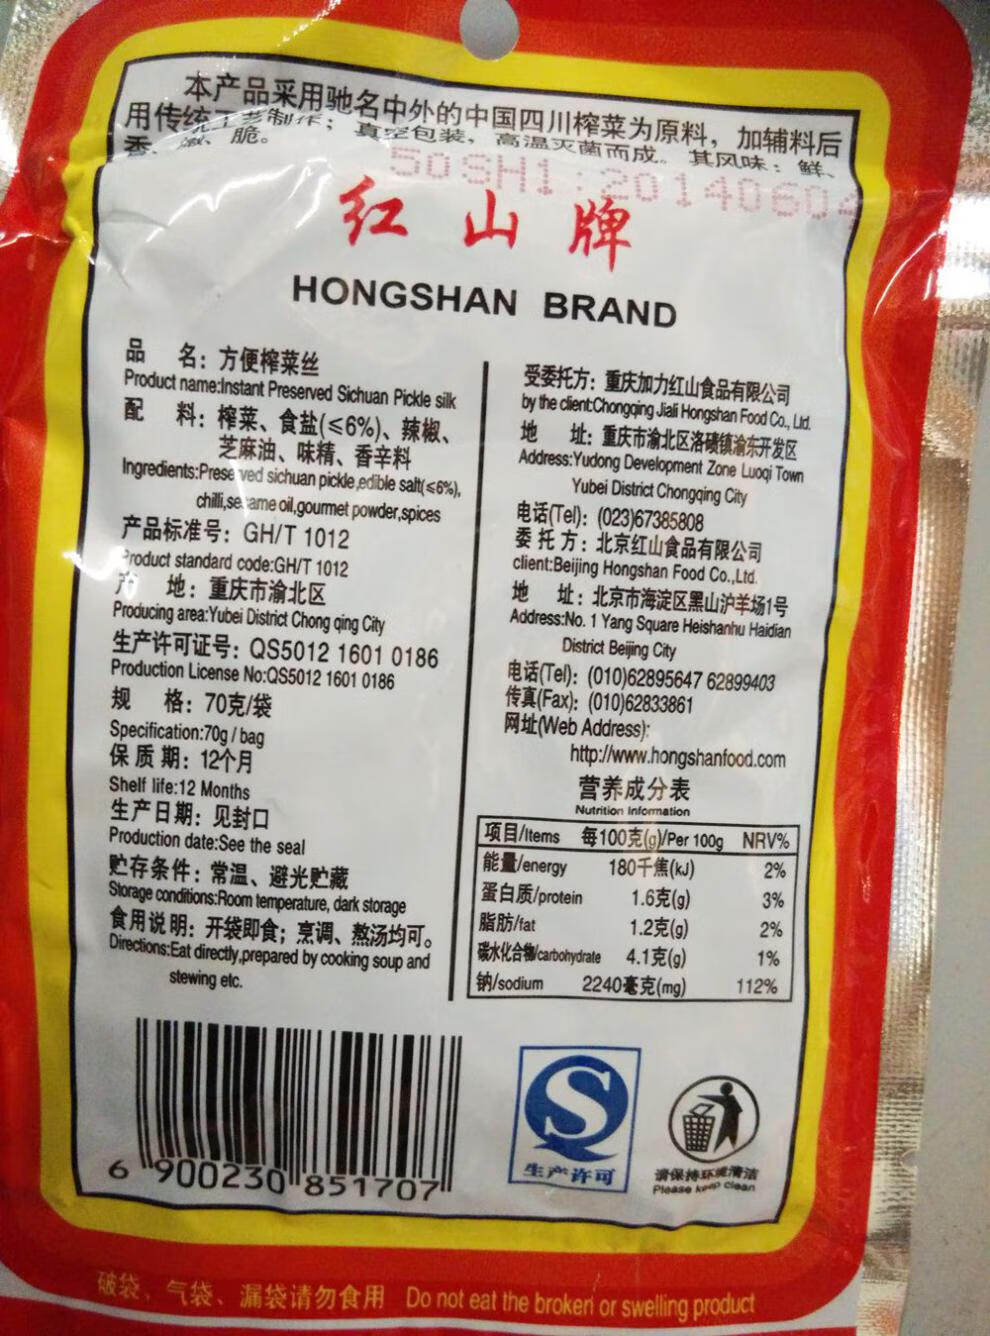 本产品采用驰名中外的中国四川榨菜为原料，加辅料后
用传统工艺制作；真空包装，高温灭菌而成。其风味：鲜、
香、嫩、脆。
50SH1:20140604
红山牌
HONGSHAN BRAND
品 名：方便榨菜丝
Product name:Instant Preserved Sichuan Pickle silk
配 料：榨菜、食盐(≤6%)、辣椒、
芝麻油、味精、香辛料
Ingredients:Preserved sichuan pickle,edible salt(≤6%),
chilli,sesame oil,gourmet powder,spices
产品标准号：GH/T 1012
Product standard code:GH/T 1012
产 地：重庆市渝北区
Producing area:Yubei District Chong qing City
生产许可证号：QS5012 1601 0186
Production License No:QS5012 1601 0186
规 格：70克/袋
Specification:70g / bag
保质期：12个月
Shelf life:12 Months
生产日期：见封口
Production date:See the seal
贮存条件：常温、避光贮藏
Storage conditions:Room temperature, dark storage
食用说明：开袋即食；烹调、熬汤均可。
Directions:Eat directly,prepared by cooking soup and
stewing etc.
受委托方：重庆加力红山食品有限公司
by the client:Chongqing Jiali Hongshan Food Co., Ltd.
地 址：重庆市渝北区洛碛镇渝东开发区
Address:Yudong Development Zone Luoqi Town
Yubei District Chongqing City
电话(Tel)：(023)67385808
委托方：北京红山食品有限公司
client:Beijing Hongshan Food Co.,Ltd.
地 址：北京市海淀区黑山沪羊场1号
Address:No. 1 Yang Square Heishanhu Haidian
District Beijing City
电话(Tel)：(010)62895647 62899403
传真(Fax)：(010)62833861
网址(Web Address):
http://www.hongshanfood.com
营养成分表
Nutrition Information
项目/Items 每100克(g)/Per 100g NRV%
能量/energy 180千焦(kJ) 2%
蛋白质/protein 1.6克(g) 3%
脂肪/fat 1.2克(g) 2%
碳水化合物/carbohydrate 4.1克(g) 1%
钠/sodium 2240毫克(mg) 112%
6 900230 851707
S
生产许可
请保持环境清洁
Please keep clean
破袋、气袋、漏袋请勿食用 Do not eat the broken or swelling product